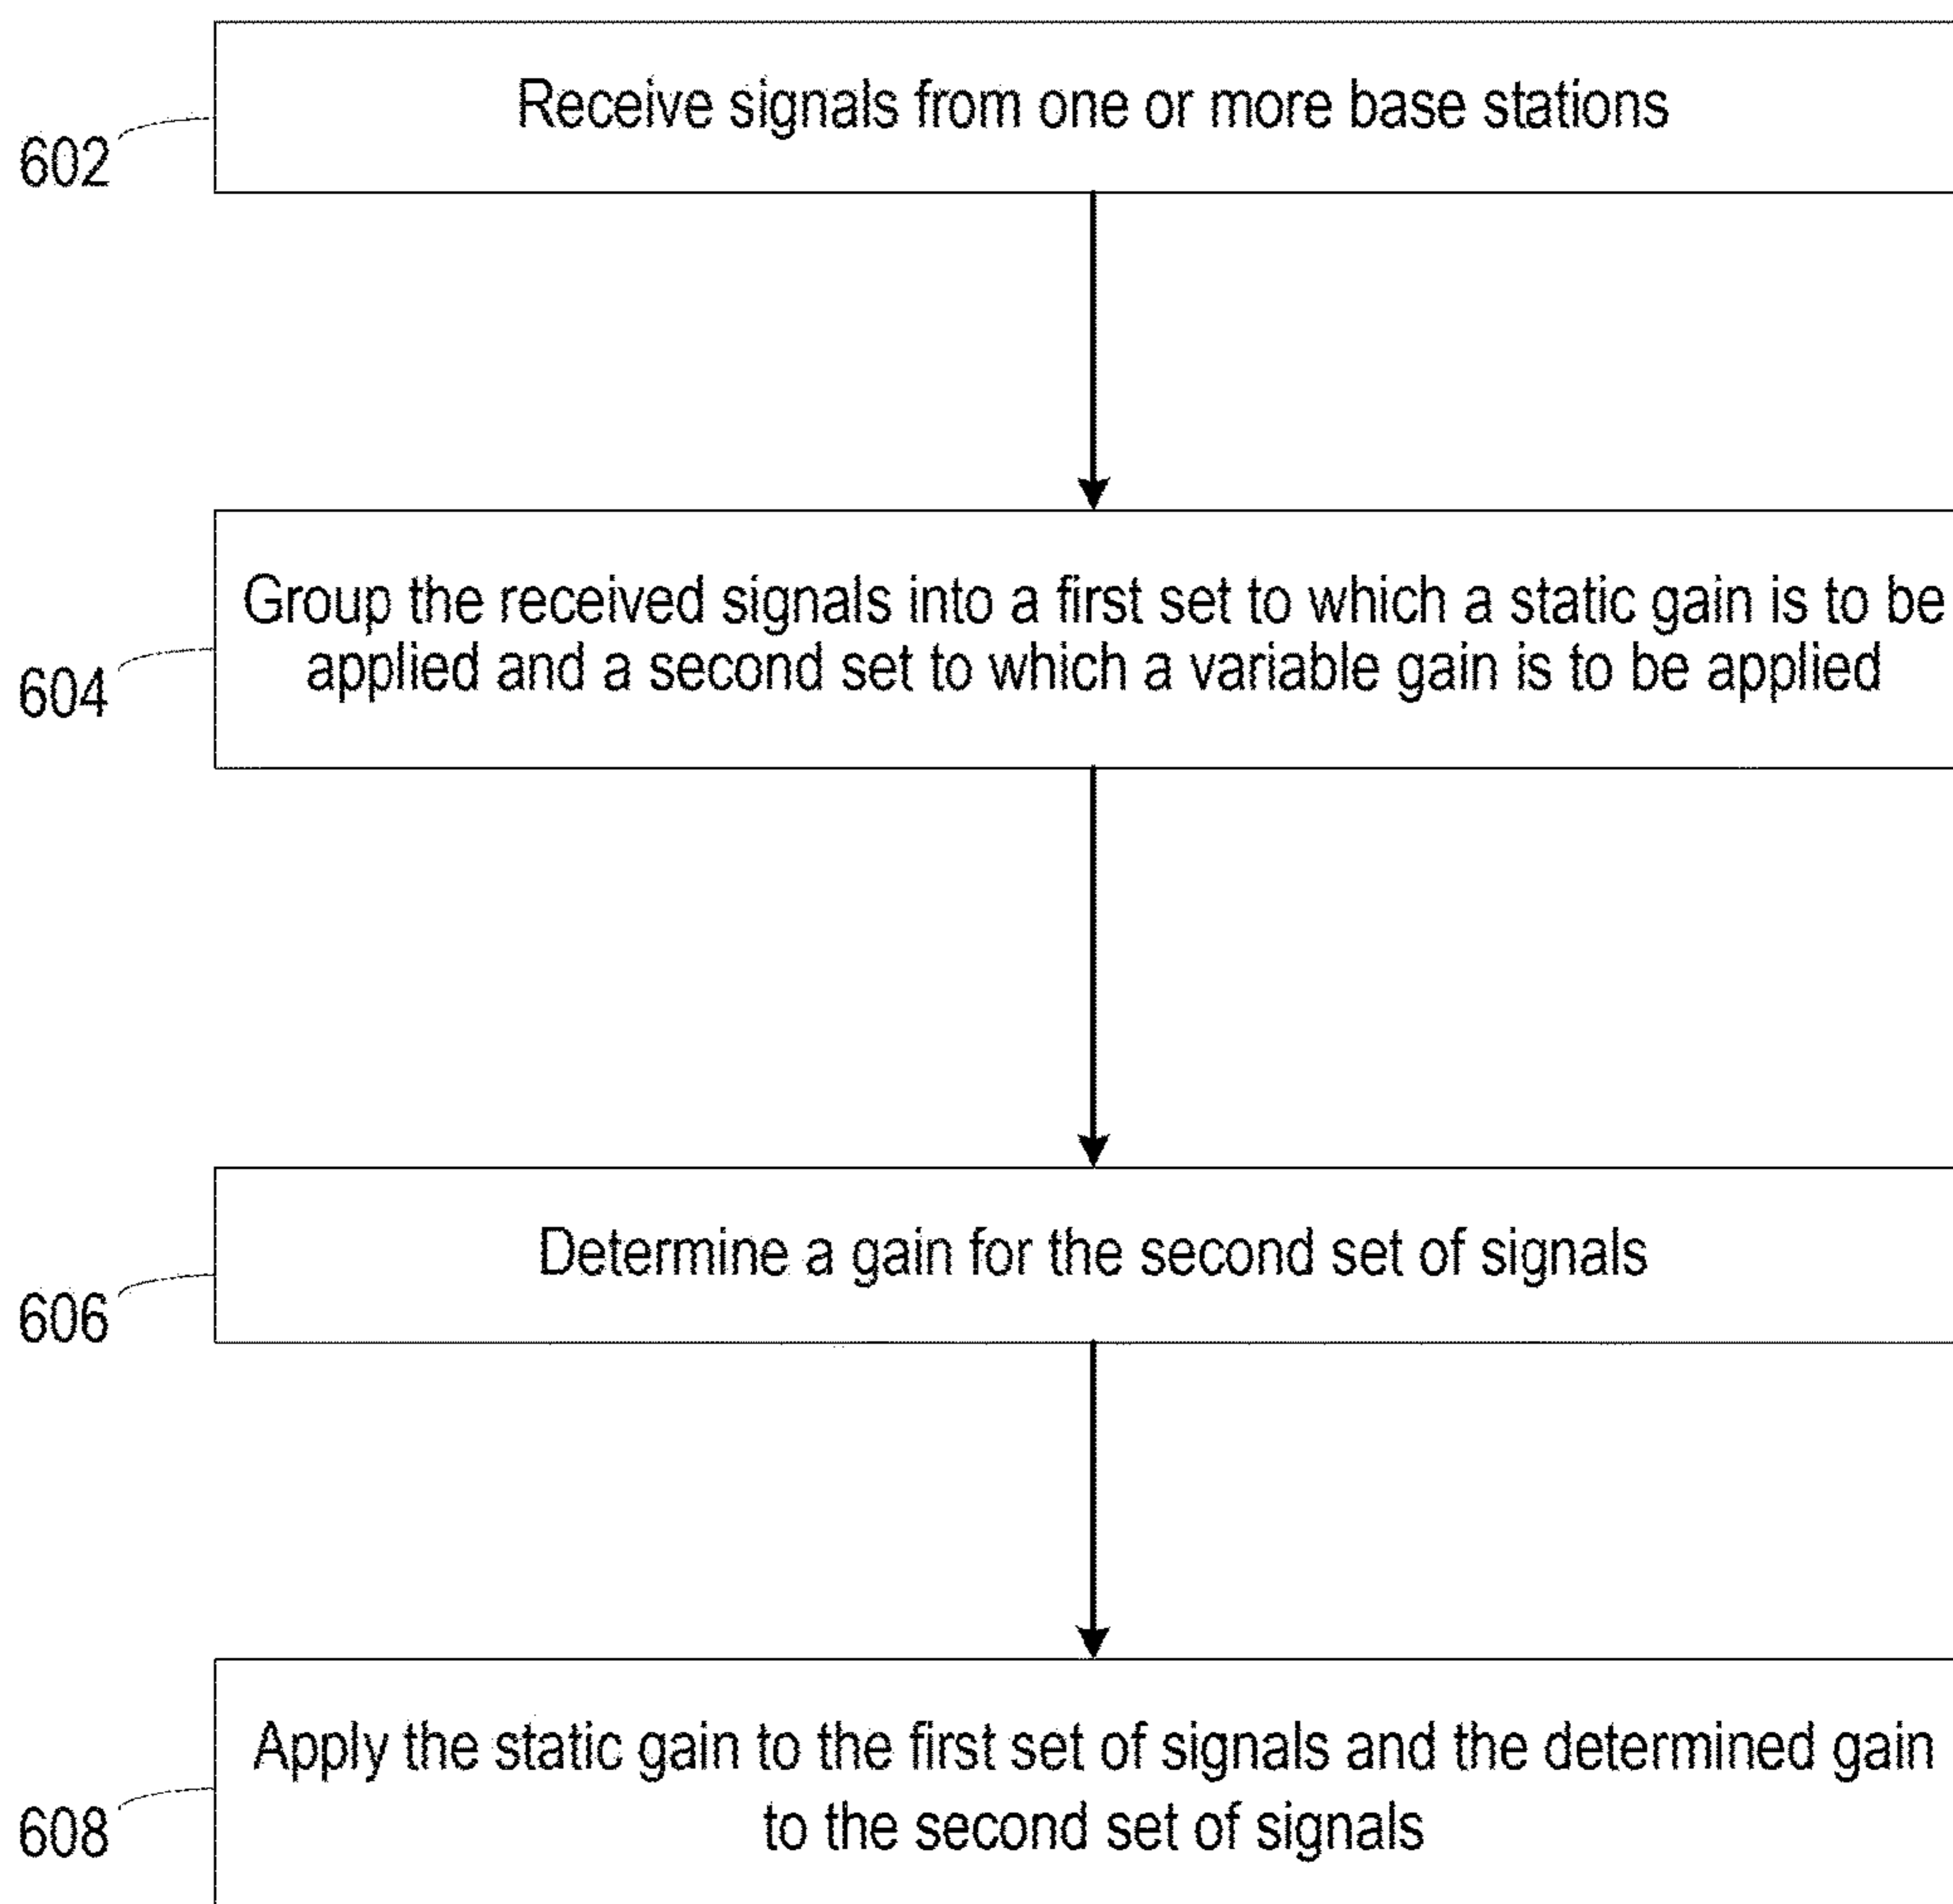 Receive signals from one or more base stations
602
Group the received signals into a first set to which a static gain is to be
applied and a second set to which a variable gain is to be applied
604
Determine a gain for the second set of signals
606
Apply the static gain to the first set of signals and the determined gain
to the second set of signals
608